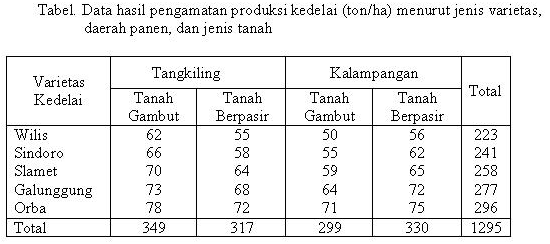 Tabel. Data hasil pengamatan produksi kedelai (ton/ha) menurut jenis varietas,
daerah panen, dan jenis tanah
Varietas Kedelai Tangkiling Kalampangan Total
Tanah Gambut Tanah Berpasir Tanah Gambut Tanah Berpasir
Wilis 62 55 50 56 223
Sindoro 66 58 55 62 241
Slamet 70 64 59 65 258
Galunggung 73 68 64 72 277
Orba 78 72 71 75 296
Total 349 317 299 330 1295